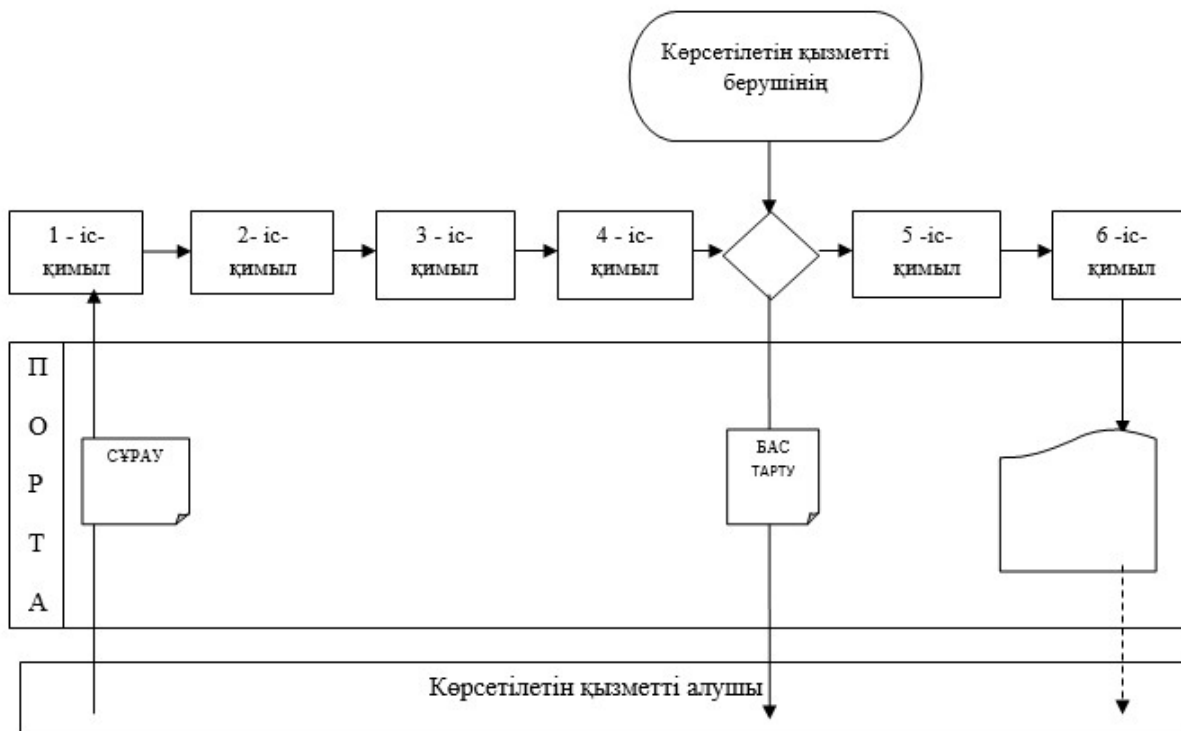 Көрсетілетін қызметті
берушінің
1 - іс-
қимыл
2- іс-
қимыл
3 - іс-
қимыл
4 - іс-
қимыл
5 -іс-
қимыл
6 -іс-
қимыл
П
О
Р
Т
А
СҰРАУ
БАС
ТАРТУ
Көрсетілетін қызметті алушы